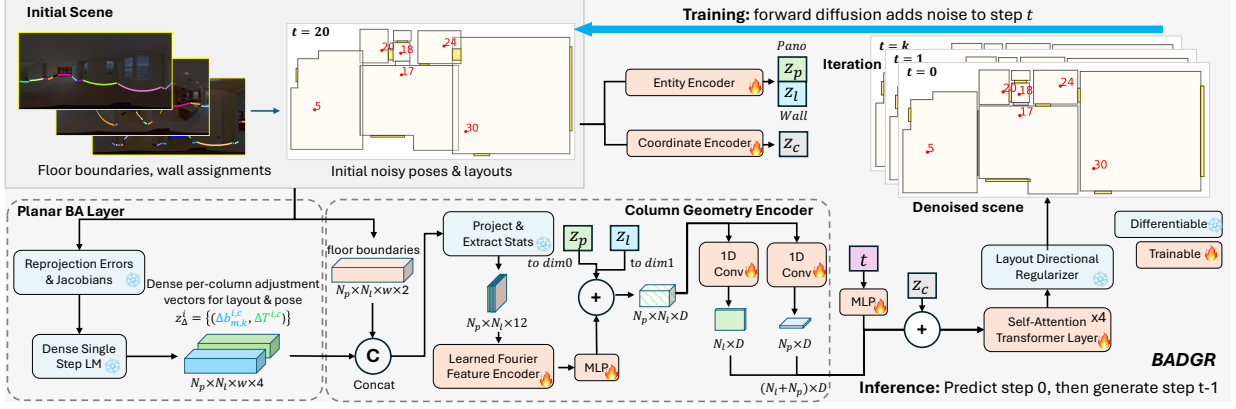 Initial Scene
Training: forward diffusion adds noise to step t
t = 20
20
18
24
17
5
30
Floor boundaries, wall assignments
Initial noisy poses & layouts
Entity Encoder
Pano
Z_p
Z_l
Wall
Coordinate Encoder
Z_c
Iteration
t = k
t = 1
t = 0
20
18
24
17
5
30
Denoised scene
Differentiable
Trainable
Planar BA Layer
Reprojection Errors
& Jacobians
Dense Single
Step LM
Dense per-column adjustment
vectors for layout & pose
z_Δ^i = {(Δb_{m,k}^{i,c}, ΔT^{i,c})}
N_p×N_l×w×4
Column Geometry Encoder
floor boundaries
N_p×N_l×w×2
C
Concat
Project &
Extract Stats
N_p×N_l×12
Learned Fourier
Feature Encoder
MLP
Z_p
Z_l
to dim0
to dim1
+
N_p×N_l×D
1D
Conv
1D
Conv
N_l×D
N_p×D
(N_l+N_p)×D
t
MLP
Z_c
+
Layout Directional
Regularizer
Self-Attention x4
Transformer Layer
BADGR
Inference: Predict step 0, then generate step t-1